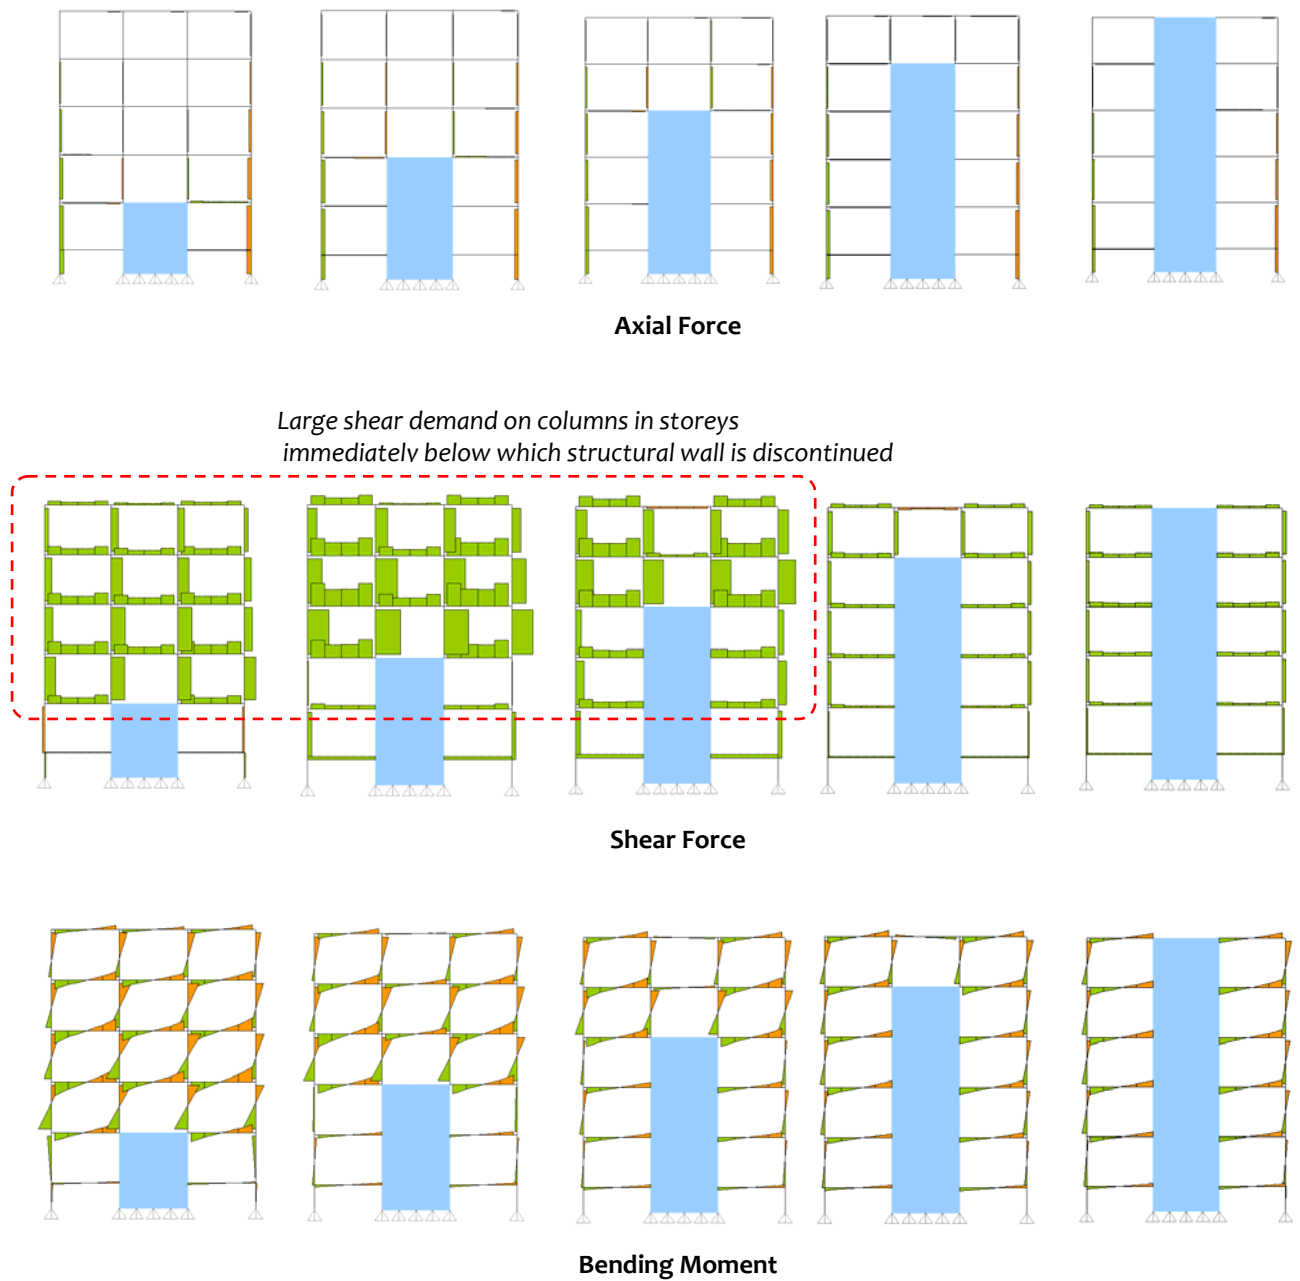 Axial Force
Large shear demand on columns in storeys
immediately below which structural wall is discontinued
Shear Force
Bending Moment